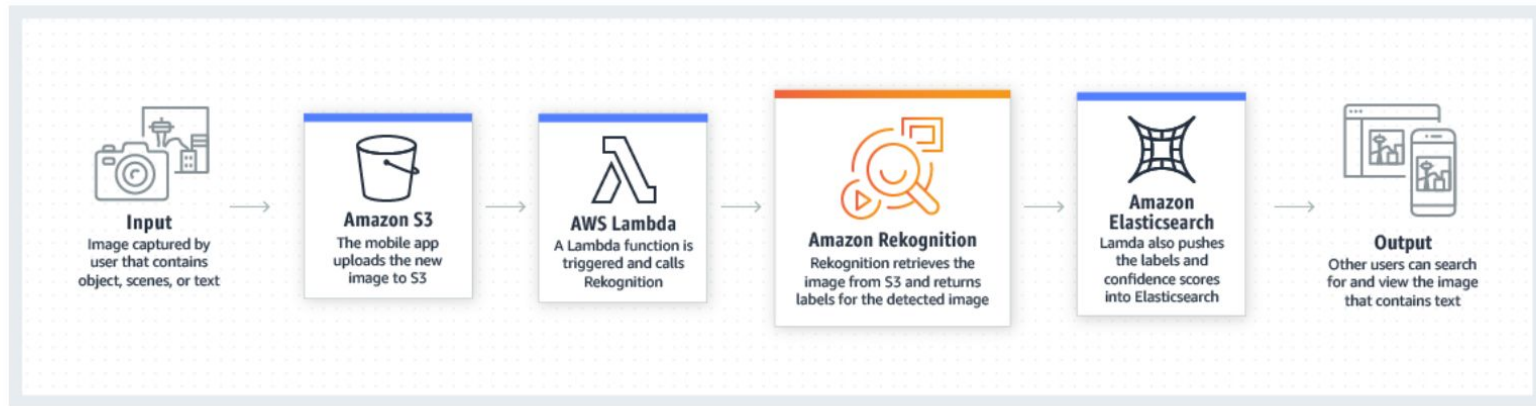 Input
Image captured by
user that contains
object, scenes, or text
Amazon S3
The mobile app
uploads the new
image to S3
AWS Lambda
A Lambda function is
triggered and calls
Rekognition
Amazon Rekognition
Rekognition retrieves the
image from S3 and returns
labels for the detected image
Amazon
Elasticsearch
Lamda also pushes
the labels and
confidence scores
into Elasticsearch
Output
Other users can search
for and view the image
that contains text